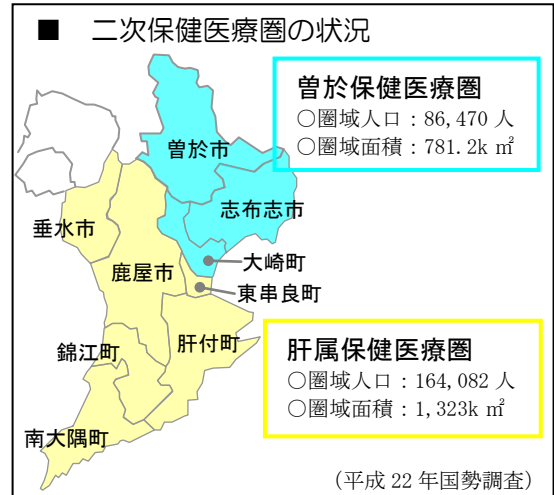 ■ 二次保健医療圏の状況
曽於保健医療圏
○圏域人口：86,470 人
○圏域面積：781.2k ㎡
曽於市
志布志市
垂水市
大崎町
鹿屋市
東串良町
肝付町
錦江町
肝属保健医療圏
○圏域人口：164,082 人
○圏域面積：1,323k ㎡
南大隅町
（平成 22 年国勢調査）